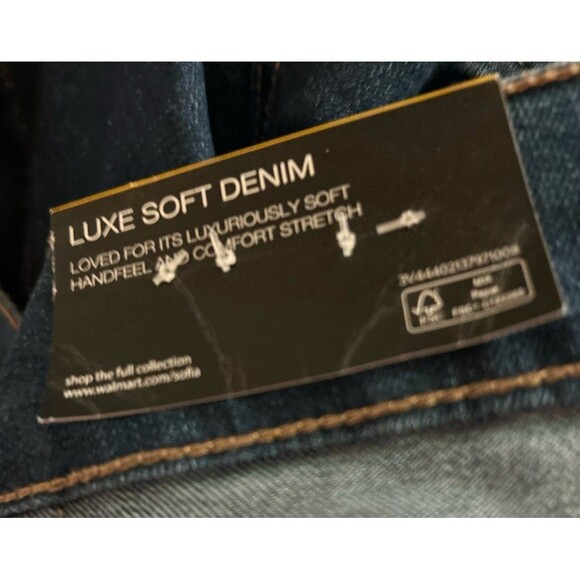 LUXE SOFT DENIM
LOVED FOR ITS LUXURIOUSLY SOFT
HANDFEEL AND COMFORT STRETCH
shop the full collection
www.walmart.com/sofia
FSC